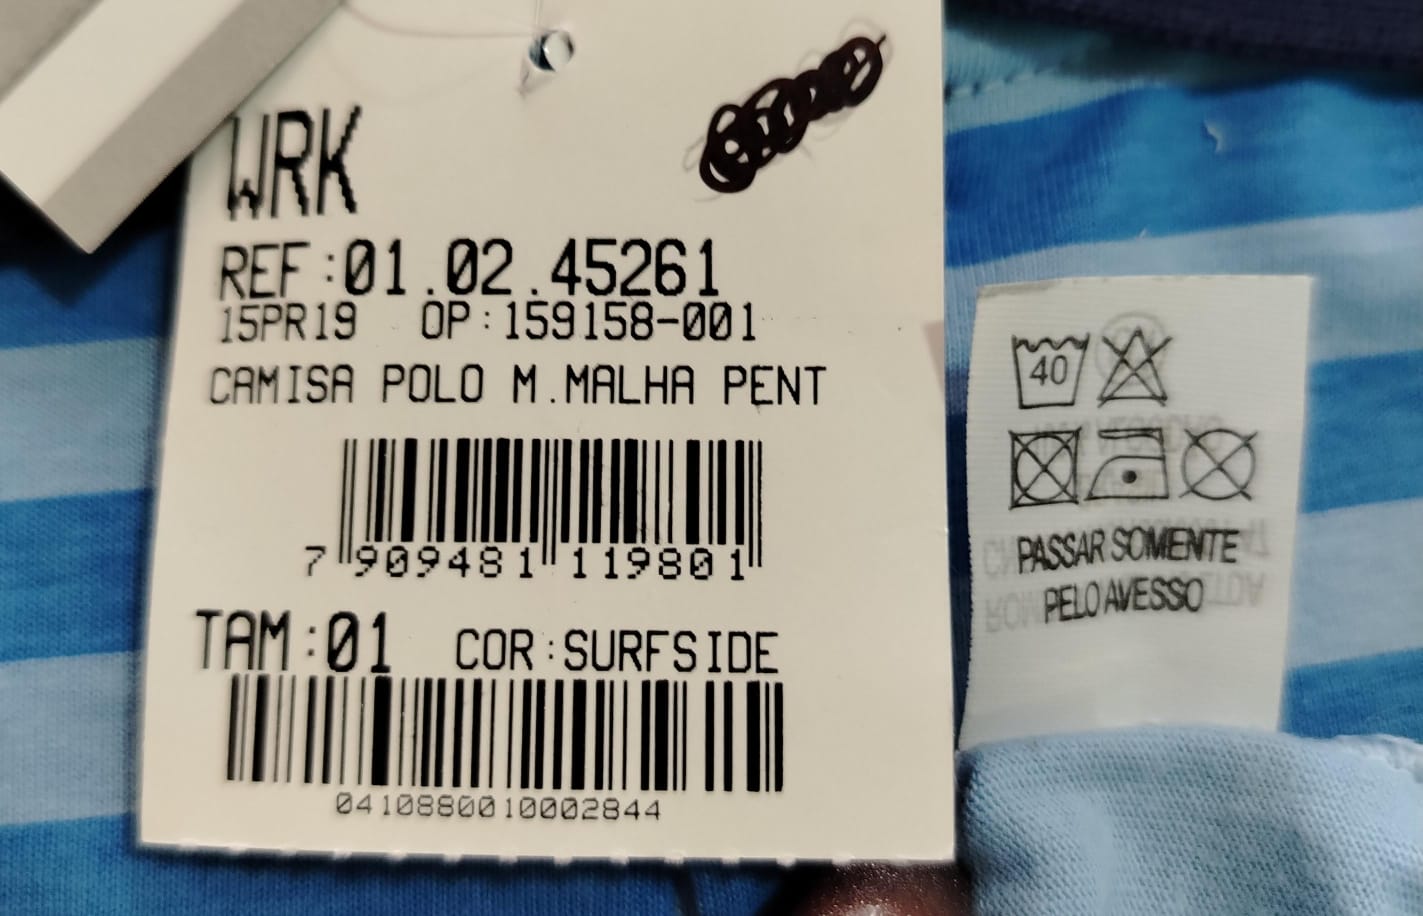 WRK
REF:01.02.45261
15PR19 OP:159158-001
CAMISA POLO M.MALHA PENT
7 909481 119801
TAM:01 COR:SURFSIDE
0410880010002844
40
PASSAR SOMENTE
PELO AVESSO